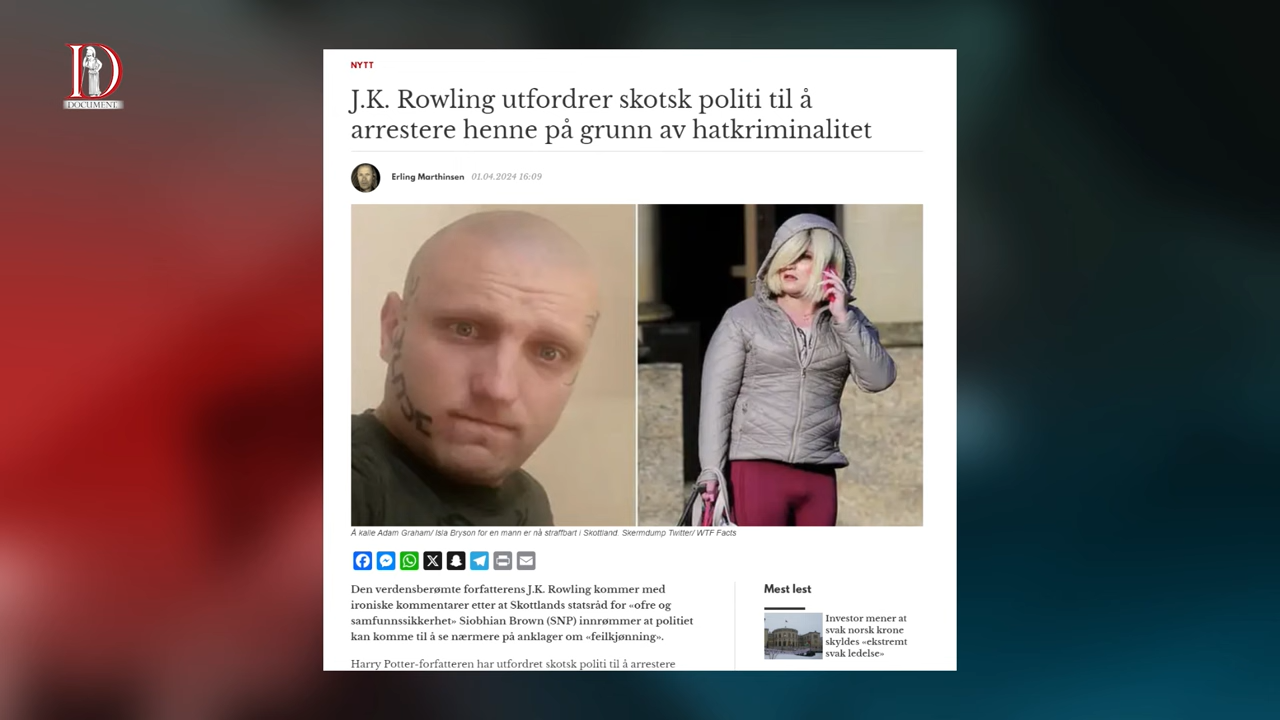 D
DOCUMENT
NYTT
J.K. Rowling utfordrer skotsk politi til å
arrestere henne på grunn av hatkriminalitet
Erling Marthinsen 01.04.2024 16:09
Å kalle Adam Graham/ Isla Bryson for en mann er nå straffbart i Skottland. Skermdump Twitter/ WTF Facts
Den verdensberømte forfatterens J.K. Rowling kommer med
ironiske kommentarer etter at Skottlands statsråd for «ofre og
samfunnssikkerhet» Siobhian Brown (SNP) innrømmer at politiet
kan komme til å se nærmere på anklager om «feilkjønning».
Harry Potter-forfatteren har utfordret skotsk politi til å arrestere
Mest lest
Investor mener at
svak norsk krone
skyldes «ekstremt
svak ledelse»